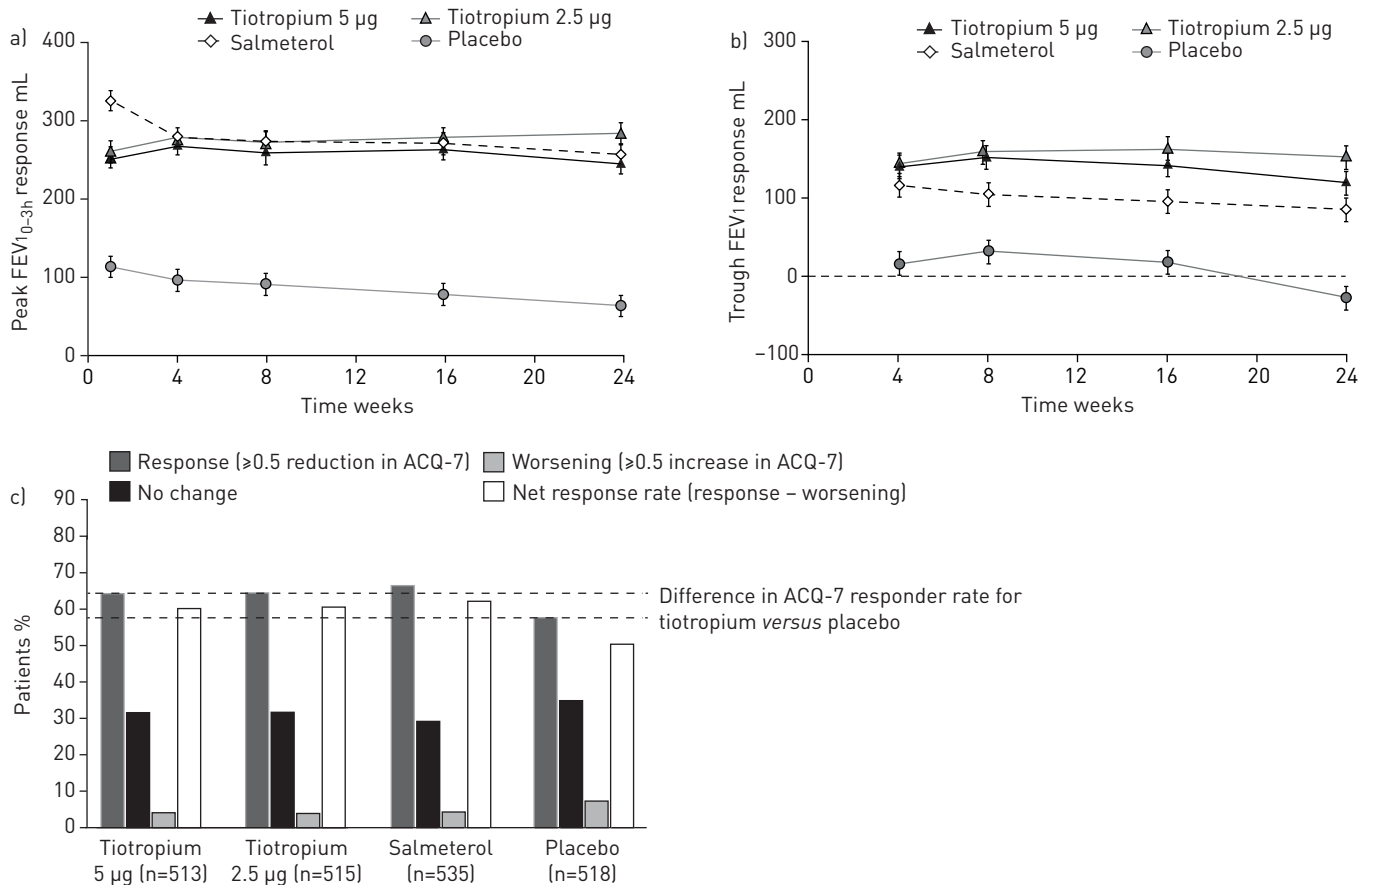 a)
Tiotropium 5 µg
Tiotropium 2.5 µg
Salmeterol
Placebo
Peak FEV10–3h response mL
400
300
200
100
0
0 4 8 12 16 20 24
Time weeks
b)
Tiotropium 5 µg
Tiotropium 2.5 µg
Salmeterol
Placebo
Trough FEV1 response mL
300
200
100
0
–100
0 4 8 12 16 20 24
Time weeks
c)
Response (⩾0.5 reduction in ACQ-7)
Worsening (⩾0.5 increase in ACQ-7)
No change
Net response rate (response – worsening)
Patients %
90
80
70
60
50
40
30
20
10
0
Difference in ACQ-7 responder rate for
tiotropium versus placebo
Tiotropium
5 µg (n=513)
Tiotropium
2.5 µg (n=515)
Salmeterol
(n=535)
Placebo
(n=518)